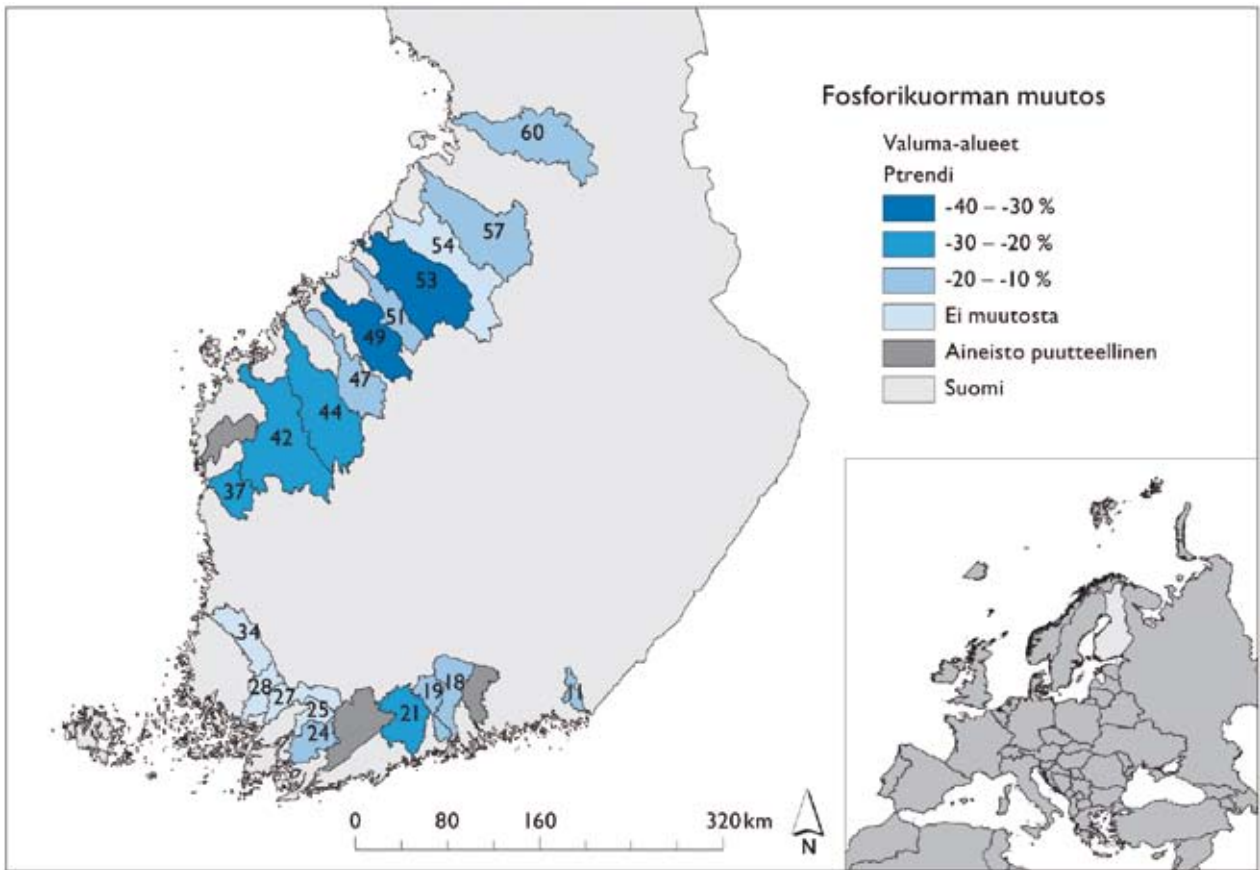 Fosforikuorman muutos
Valuma-alueet
Ptrendi
-40 – -30 %
-30 – -20 %
-20 – -10 %
Ei muutosta
Aineisto puutteellinen
Suomi
60
57
54
53
51
49
47
44
42
37
34
28
27
25
24
21
19
18
11
0 80 160 320 km
N